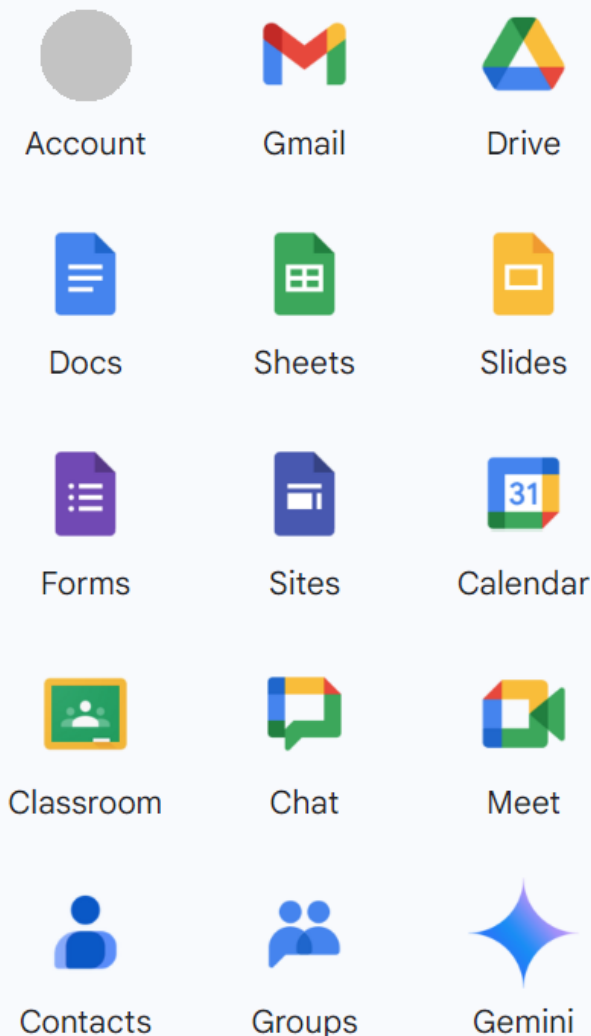 Account Gmail Drive
Docs Sheets Slides
Forms Sites 31
Calendar
Classroom Chat Meet
Contacts Groups Gemini